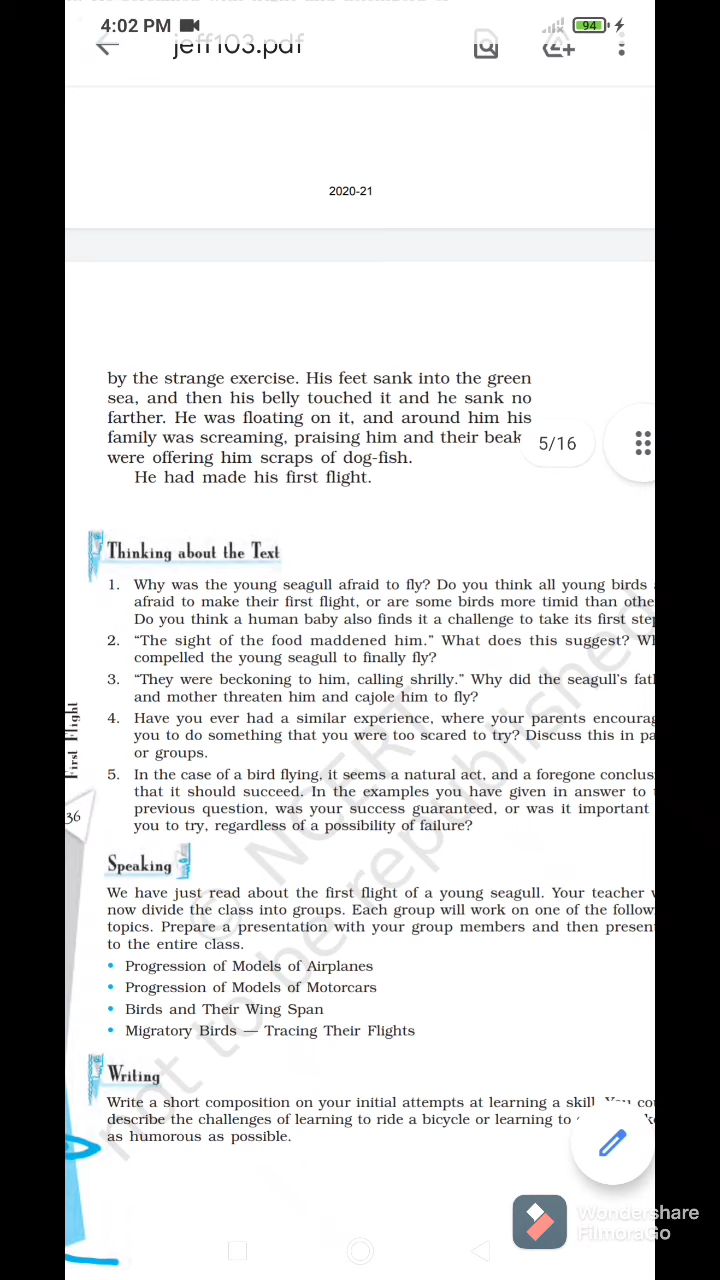 4:02 PM 94
jeff103.pdf
2020-21
by the strange exercise. His feet sank into the green
sea, and then his belly touched it and he sank no
farther. He was floating on it, and around him his
family was screaming, praising him and their beak
were offering him scraps of dog-fish.
He had made his first flight.
5/16
Thinking about the Text
1. Why was the young seagull afraid to fly? Do you think all young birds
afraid to make their first flight, or are some birds more timid than othe
Do you think a human baby also finds it a challenge to take its first step
2. “The sight of the food maddened him.” What does this suggest? Wh
compelled the young seagull to finally fly?
3. “They were beckoning to him, calling shrilly.” Why did the seagull’s fath
and mother threaten him and cajole him to fly?
4. Have you ever had a similar experience, where your parents encourag
you to do something that you were too scared to try? Discuss this in pa
or groups.
5. In the case of a bird flying, it seems a natural act, and a foregone conclus
that it should succeed. In the examples you have given in answer to
previous question, was your success guaranteed, or was it important
you to try, regardless of a possibility of failure?
First Flight
36
Speaking
We have just read about the first flight of a young seagull. Your teacher
now divide the class into groups. Each group will work on one of the follow
topics. Prepare a presentation with your group members and then present
to the entire class.
• Progression of Models of Airplanes
• Progression of Models of Motorcars
• Birds and Their Wing Span
• Migratory Birds — Tracing Their Flights
Writing
Write a short composition on your initial attempts at learning a skill. You co
describe the challenges of learning to ride a bicycle or learning to
as humorous as possible.
© NCERT
not to be republished
Wondershare
FilmoraGo